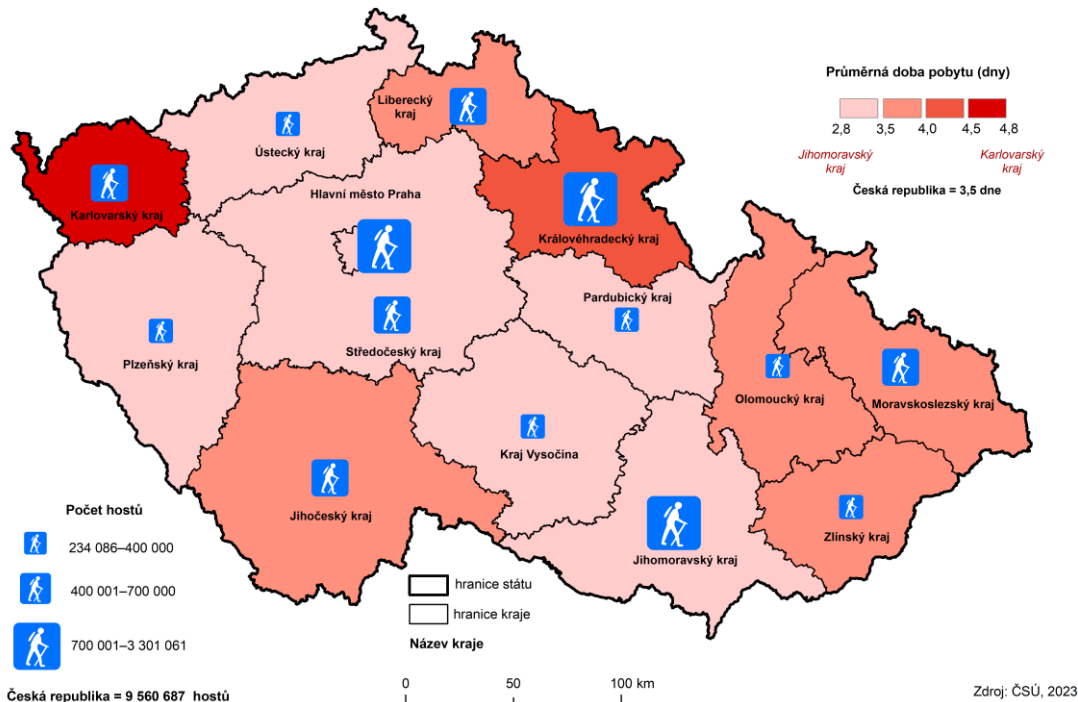 Průměrná doba pobytu (dny)
2,8 3,5 4,0 4,5 4,8
Jihomoravský
kraj
Karlovarský
kraj
Česká republika = 3,5 dne
Liberecký
kraj
Ústecký kraj
Karlovarský kraj
Hlavní město Praha
Královéhradecký kraj
Pardubický kraj
Středočeský kraj
Plzeňský kraj
Olomoucký kraj
Moravskoslezský kraj
Kraj Vysočina
Jihočeský kraj
Zlínský kraj
Jihomoravský kraj
Počet hostů
234 086–400 000
400 001–700 000
700 001–3 301 061
Česká republika = 9 560 687 hostů
hranice státu
hranice kraje
Název kraje
0 50 100 km
Zdroj: ČSÚ, 2023